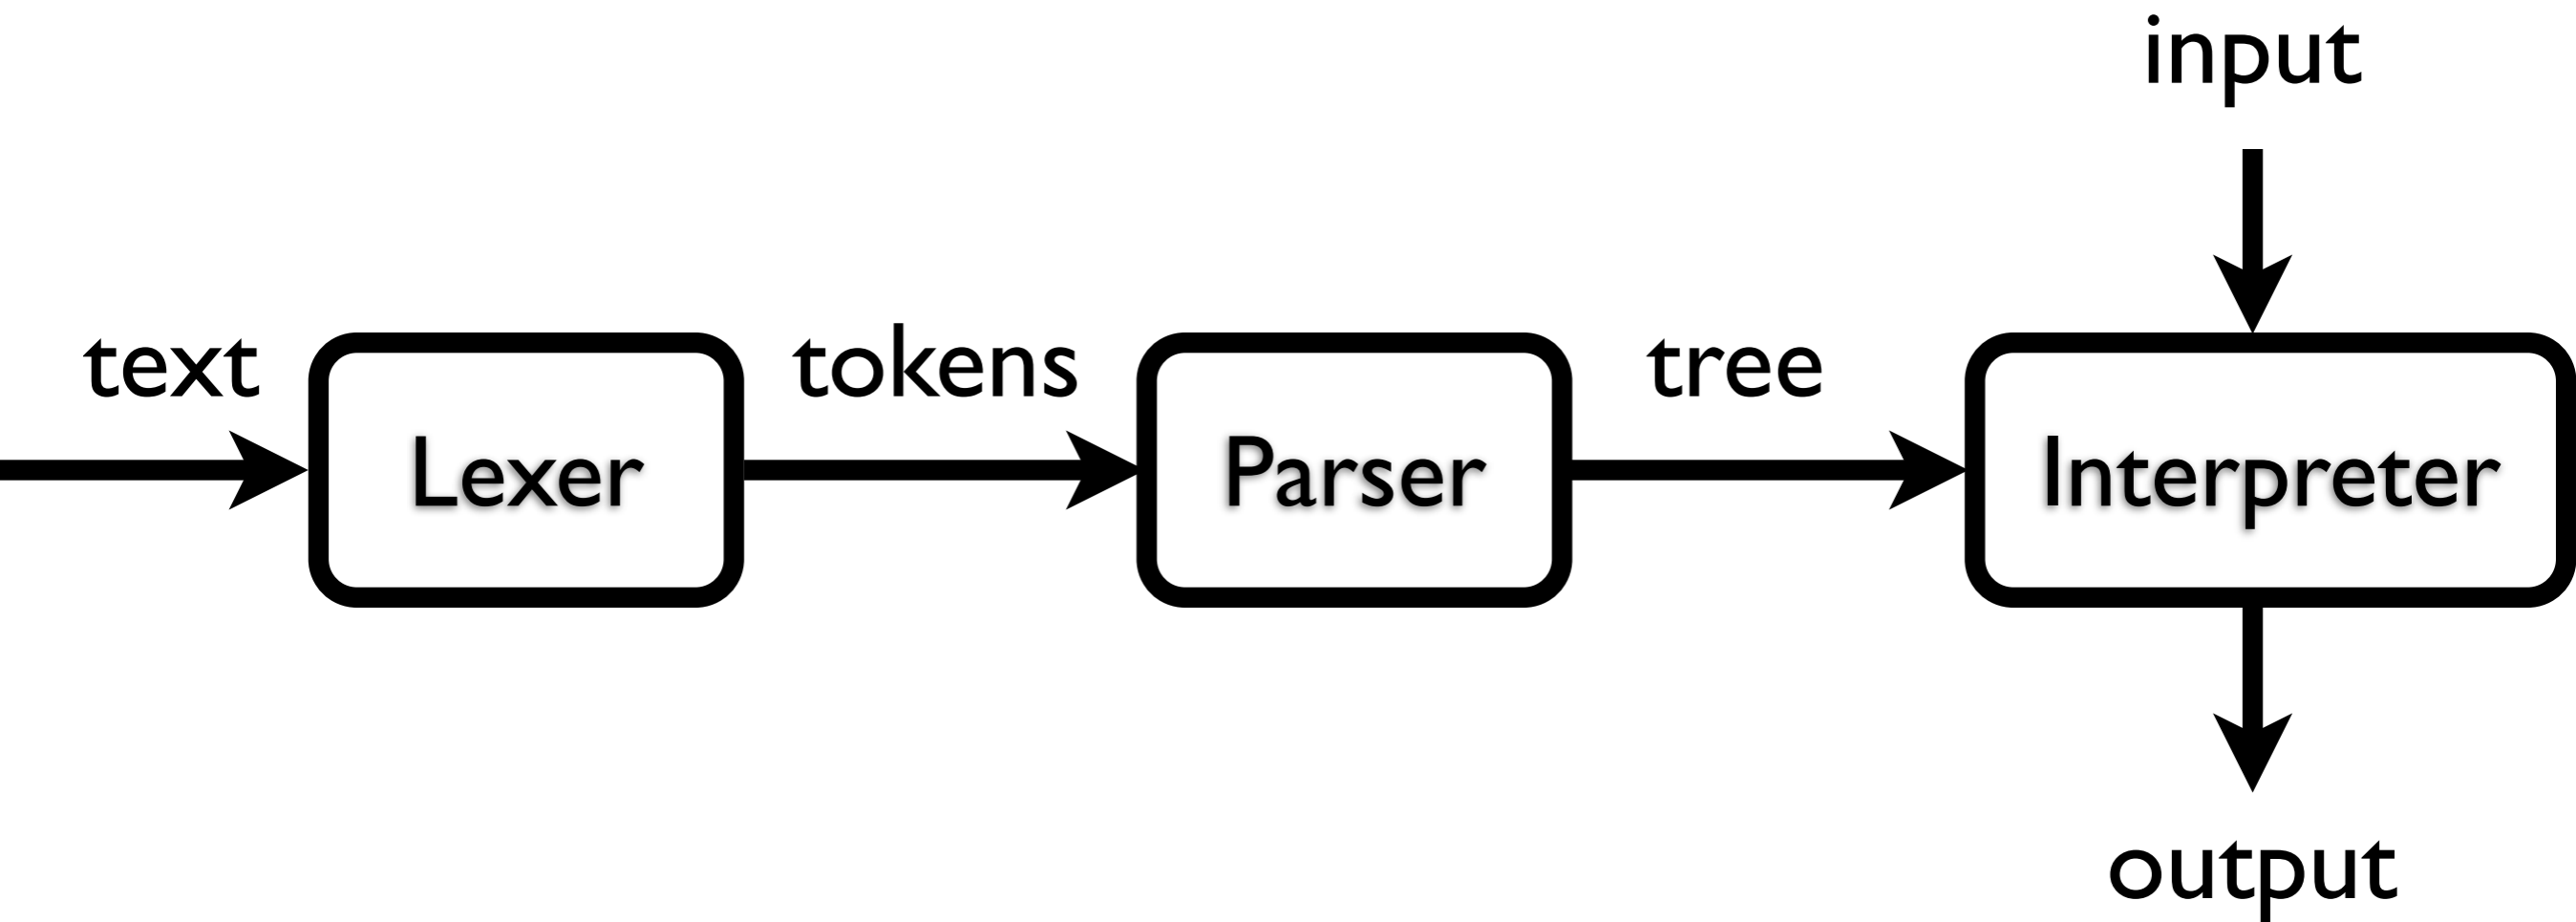 input
text
tokens
tree
Lexer
Parser
Interpreter
output